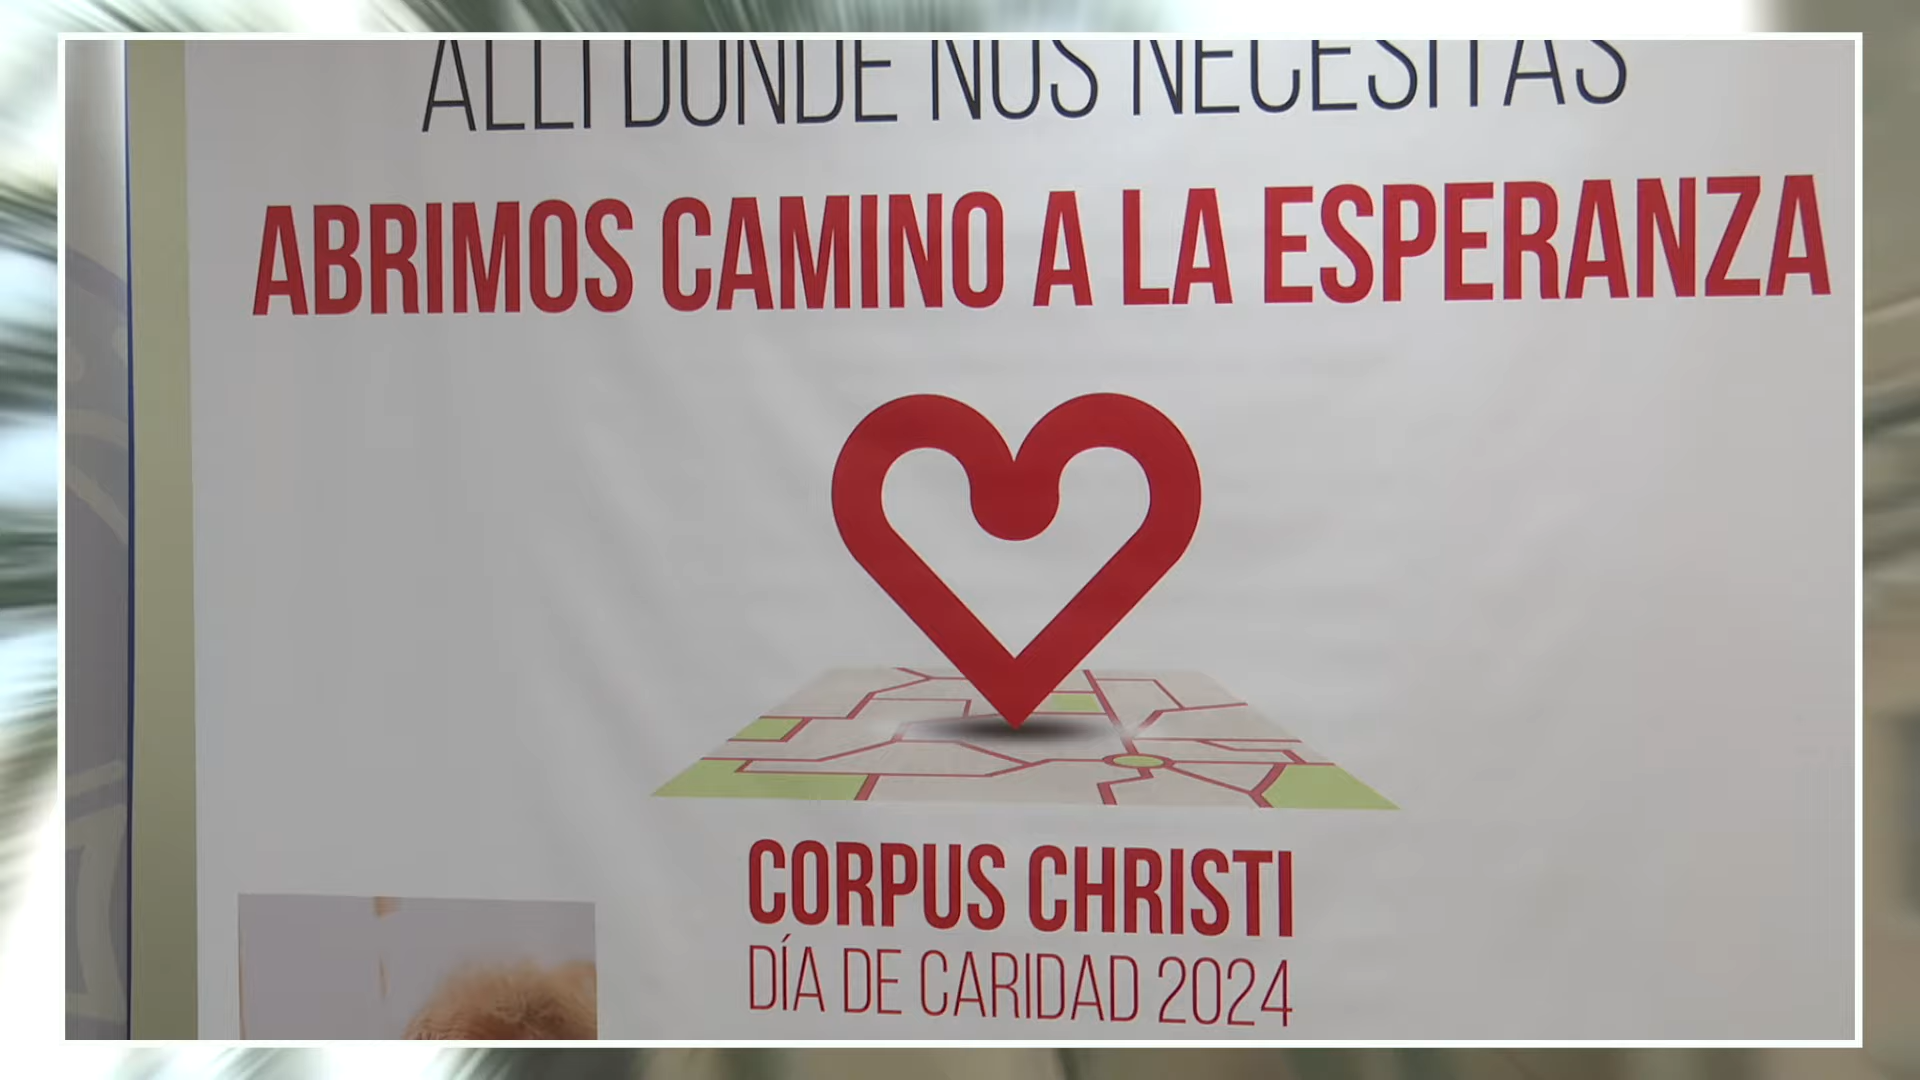 ALLÍ DONDE NOS NECESITAS
ABRIMOS CAMINO A LA ESPERANZA
CORPUS CHRISTI
DÍA DE CARIDAD 2024